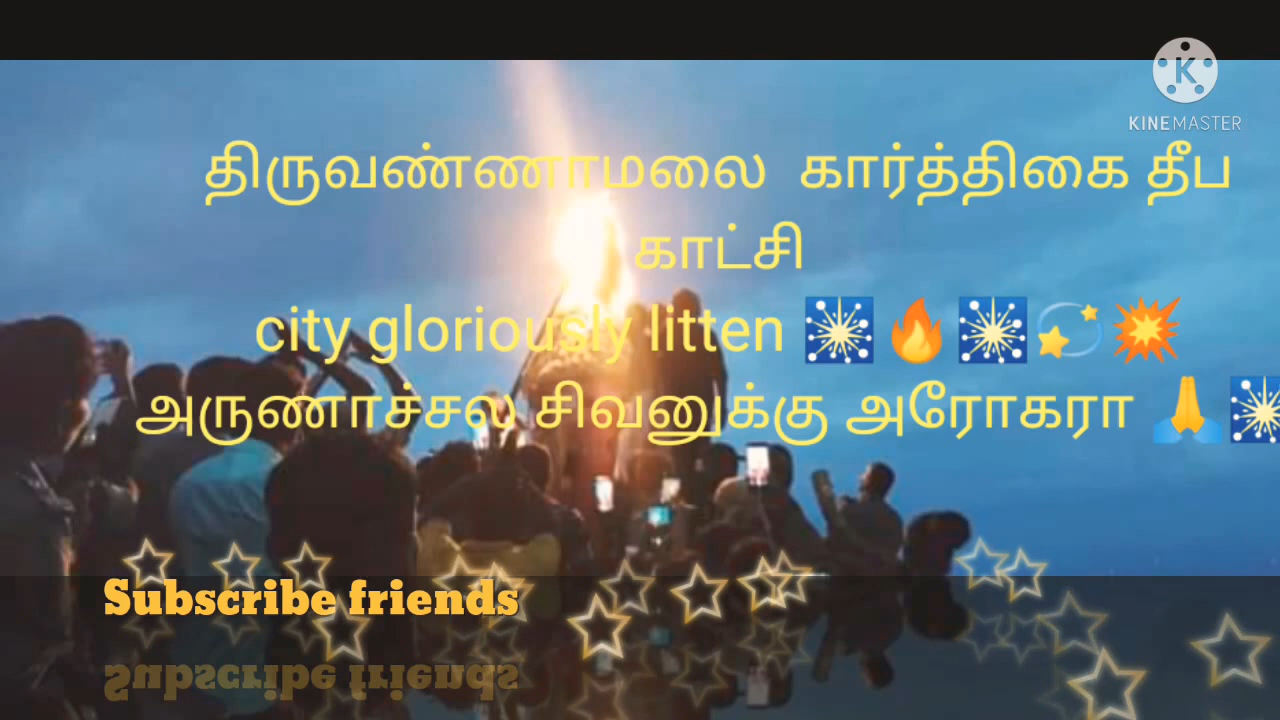 KINEMASTER
திருவண்ணாமலை கார்த்திகை தீப
காட்சி
city gloriously litten 🎇🔥🎇💫💥
அருணாச்சல சிவனுக்கு அரோகரா 🙏🎇
Subscribe friends